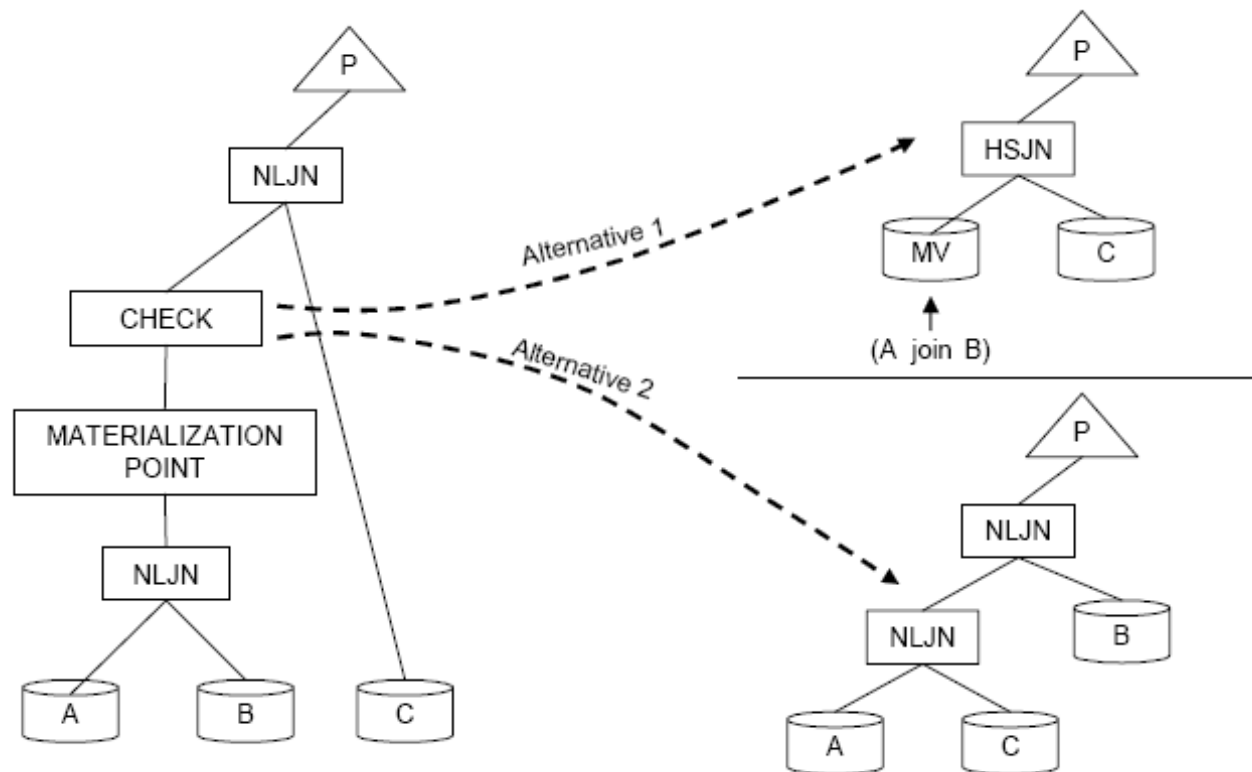 P
NLJN
CHECK
MATERIALIZATION
POINT
NLJN
A
B
C
Alternative 1
Alternative 2
P
HSJN
MV
C
(A join B)
P
NLJN
NLJN
B
A
C